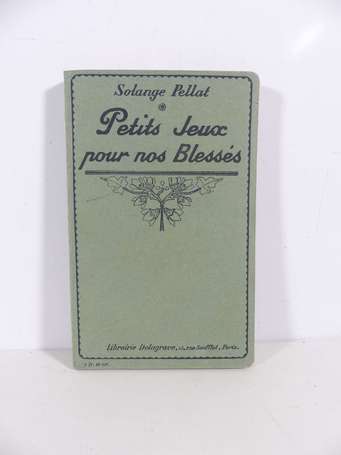 Solange Pellat
Petits Jeux
pour nos Blessés
Librairie Delagrave, 15, rue Soufflot, Paris.